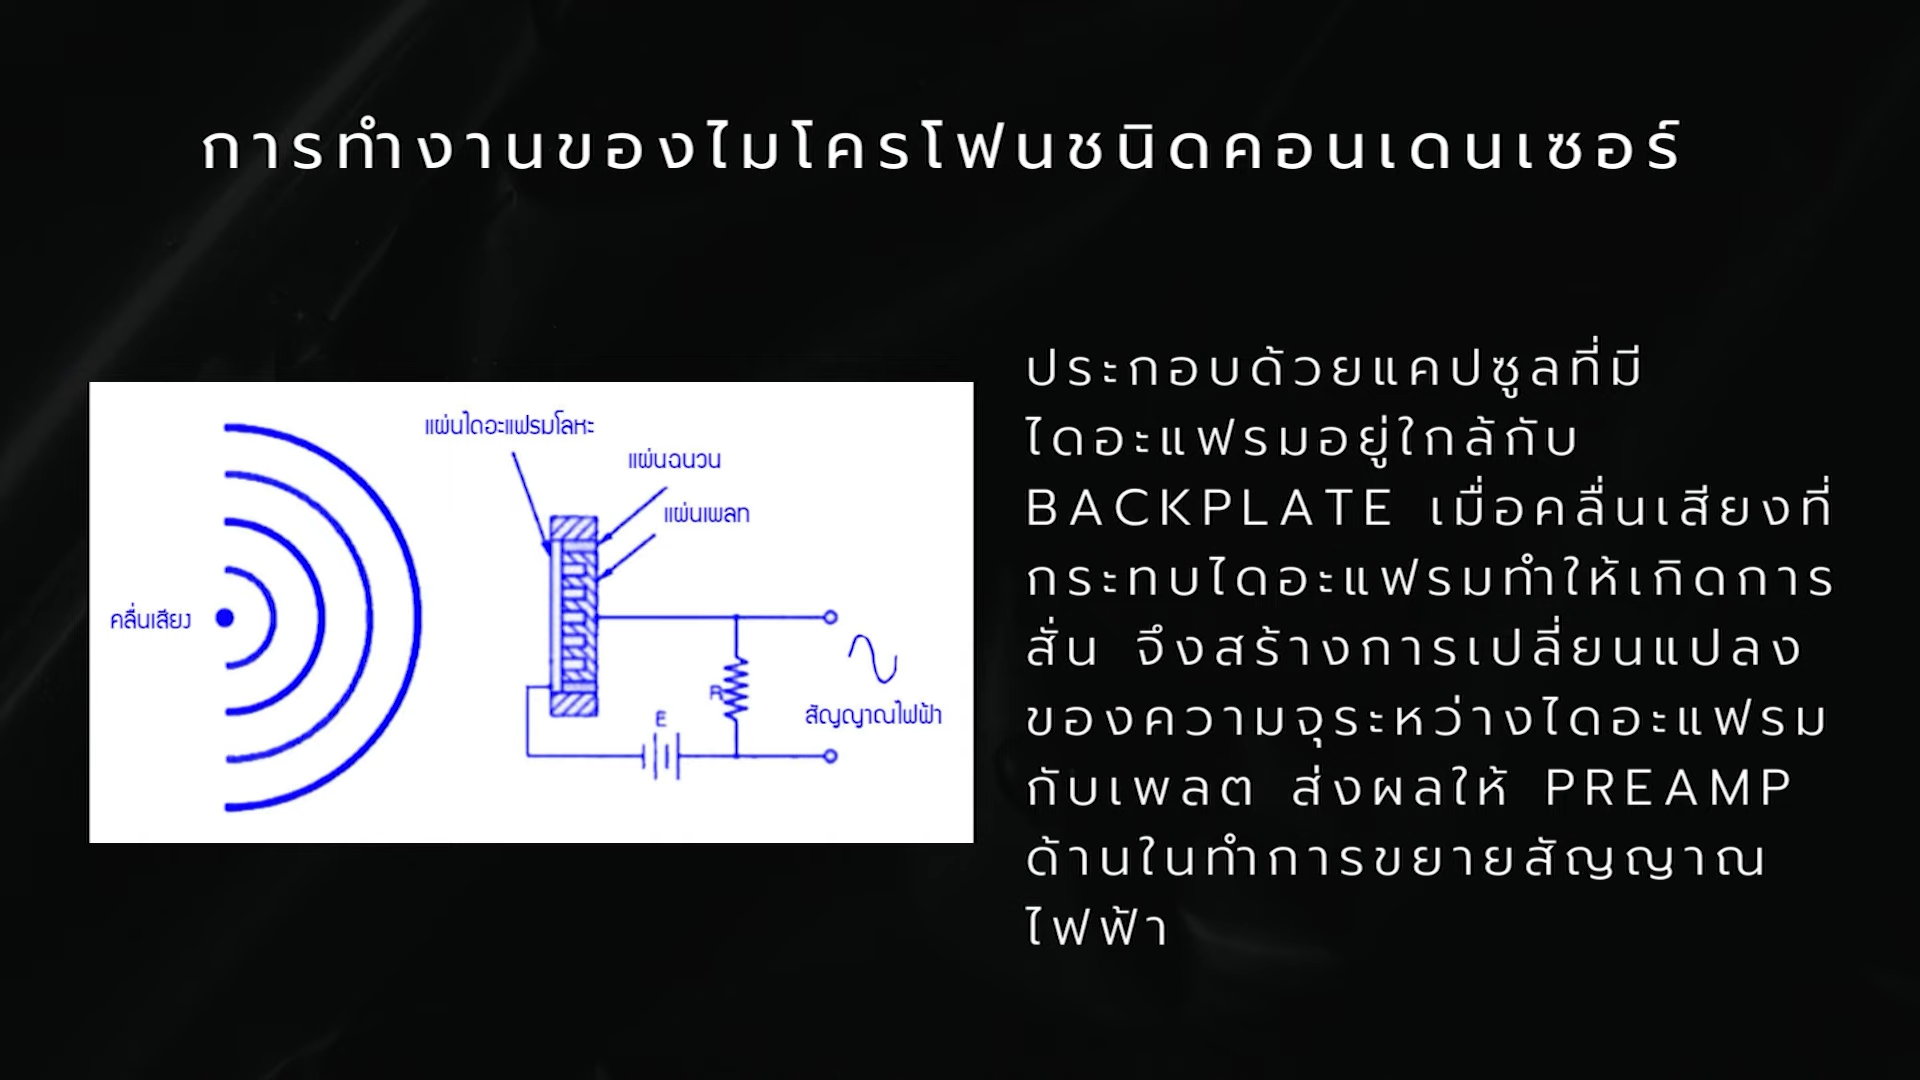 การทำงานของไมโครโฟนชนิดคอนเดนเซอร์
แผ่นไดอะแฟรมโลหะ
แผ่นฉนวน
แผ่นเพลท
คลื่นเสียง
R
E
สัญญาณไฟฟ้า
ประกอบด้วยแคปซูลที่มี
ไดอะแฟรมอยู่ใกล้กับ
BACKPLATE เมื่อคลื่นเสียงที่
กระทบไดอะแฟรมทำให้เกิดการ
สั่น จึงสร้างการเปลี่ยนแปลง
ของความจุระหว่างไดอะแฟรม
กับเพลต ส่งผลให้ PREAMP
ด้านในทำการขยายสัญญาณ
ไฟฟ้า